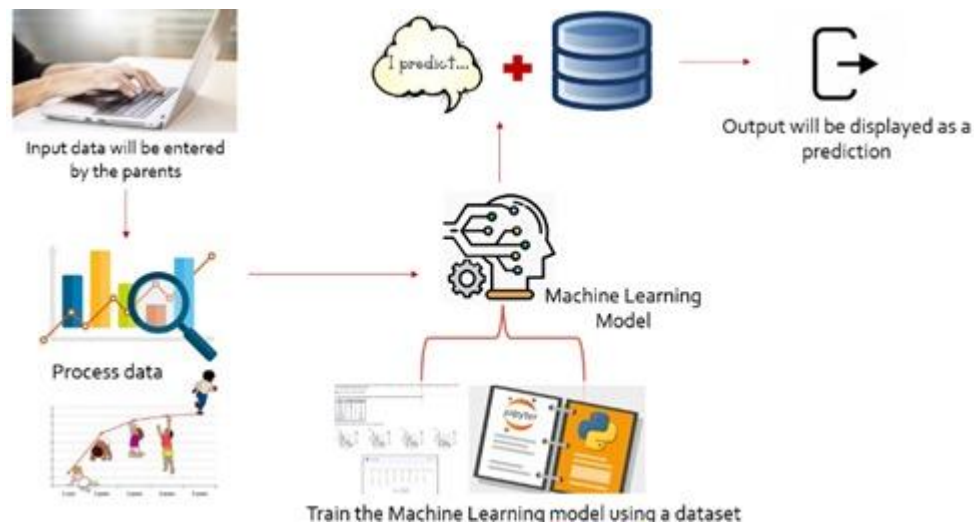 I predict...
Input data will be entered
by the parents
Output will be displayed as a
prediction
Machine Learning
Model
Process data
jupyter
Train the Machine Learning model using a dataset